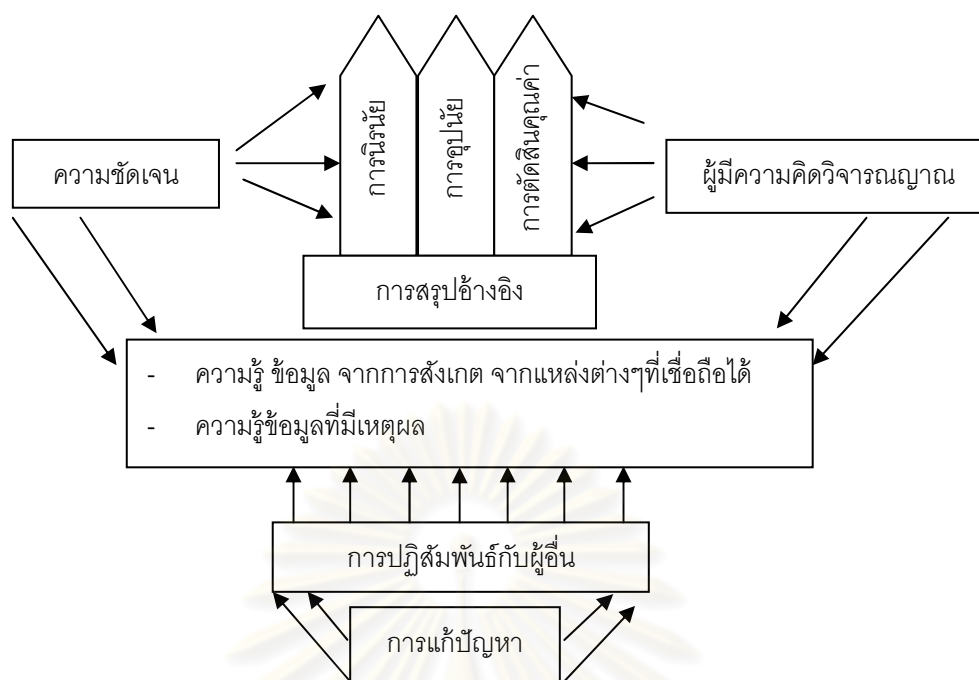 การนิรนัย
การอุปนัย
การตัดสินคุณค่า
ความชัดเจน
ผู้มีความคิดวิจารณญาณ
การสรุปอ้างอิง
- ความรู้ ข้อมูล จากการสังเกต จากแหล่งต่างๆที่เชื่อถือได้
- ความรู้ข้อมูลที่มีเหตุผล
การปฏิสัมพันธ์กับผู้อื่น
การแก้ปัญหา